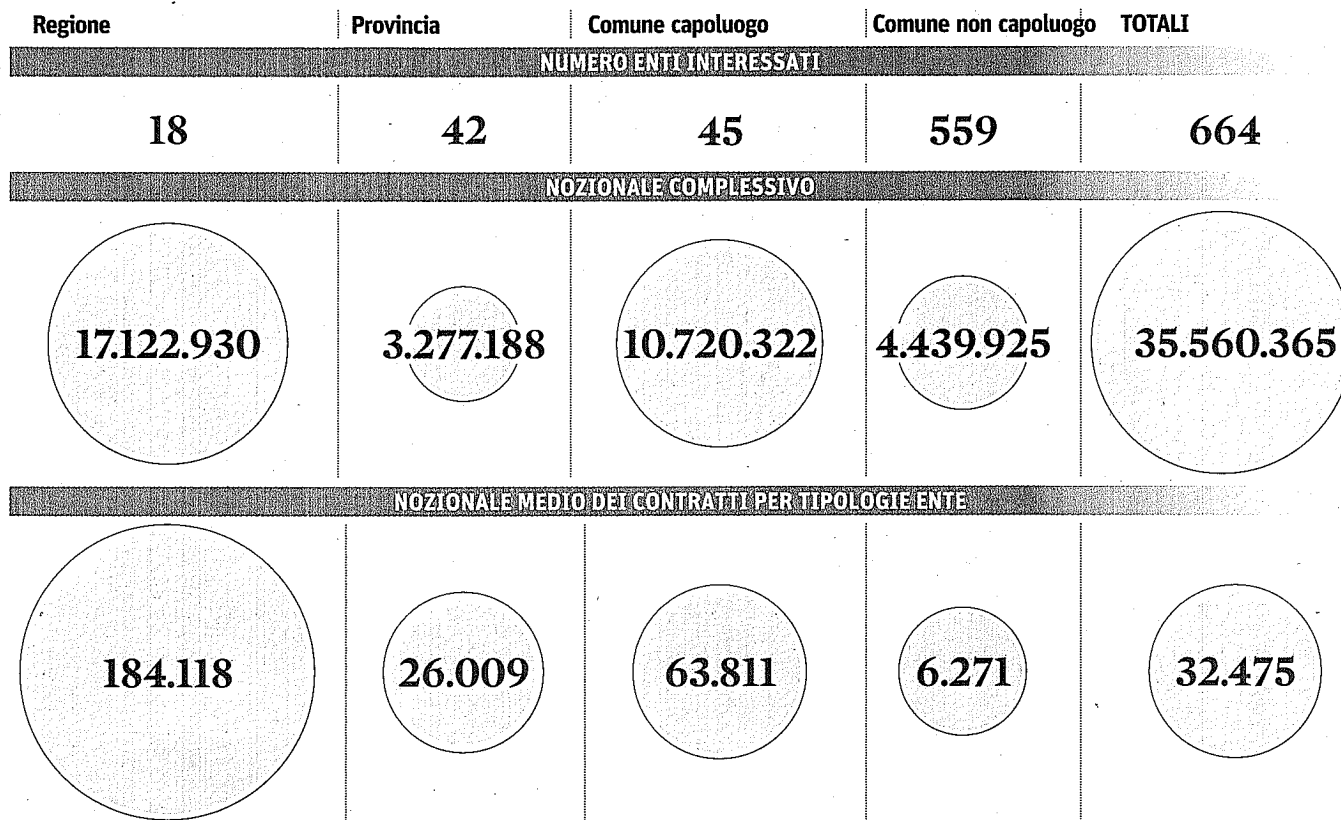 Regione Provincia Comune capoluogo Comune non capoluogo TOTALI
NUMERO ENTI INTERESSATI
18 42 45 559 664
NOZIONALE COMPLESSIVO
17.122.930 3.277.188 10.720.322 4.439.925 35.560.365
NOZIONALE MEDIO DEI CONTRATTI PER TIPOLOGIE ENTE
184.118 26.009 63.811 6.271 32.475